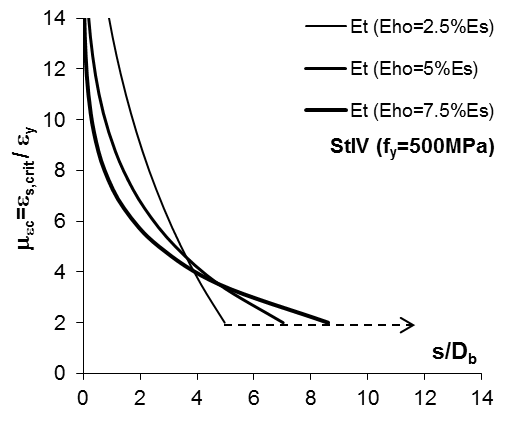 14
12
10
8
6
4
2
0
μεc=εs,crit/ εy
Et (Eho=2.5%Es)
Et (Eho=5%Es)
Et (Eho=7.5%Es)
StIV (fy=500MPa)
s/Db
0 2 4 6 8 10 12 14